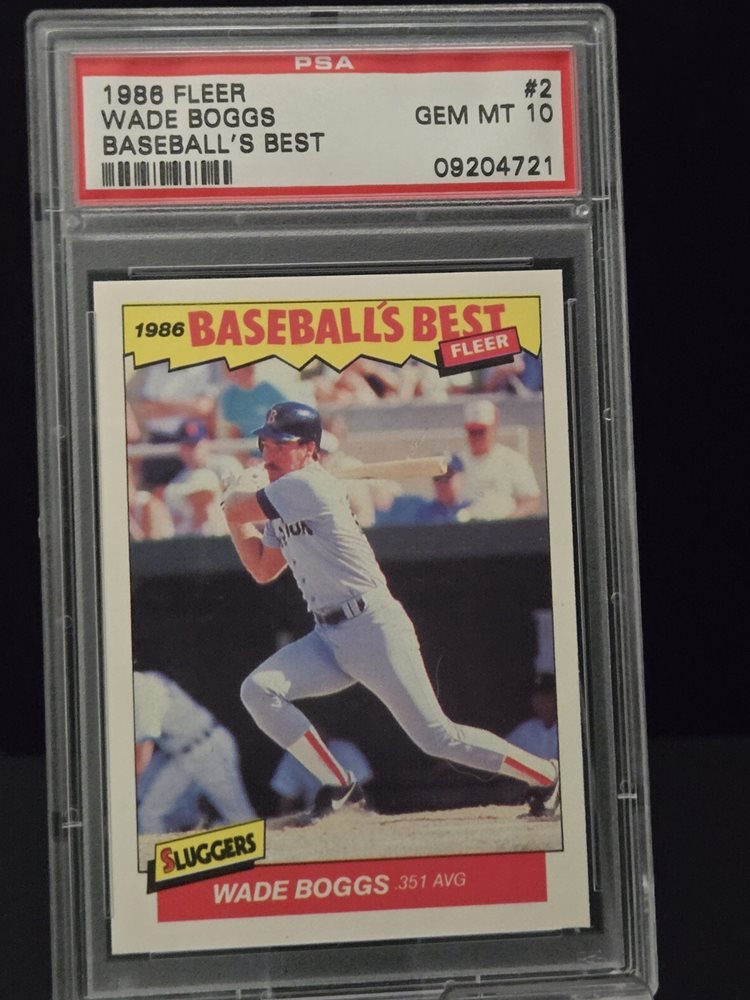 PSA
1986 FLEER #2
WADE BOGGS GEM MT 10
BASEBALL'S BEST
09204721
1986 BASEBALL'S BEST
FLEER
B
STON
SLUGGERS
WADE BOGGS .351 AVG